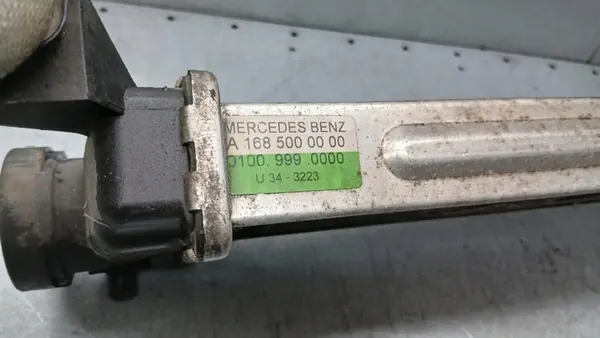 MERCEDES BENZ
A 168 500 00 00
0100.999.0000
U 34 - 3223